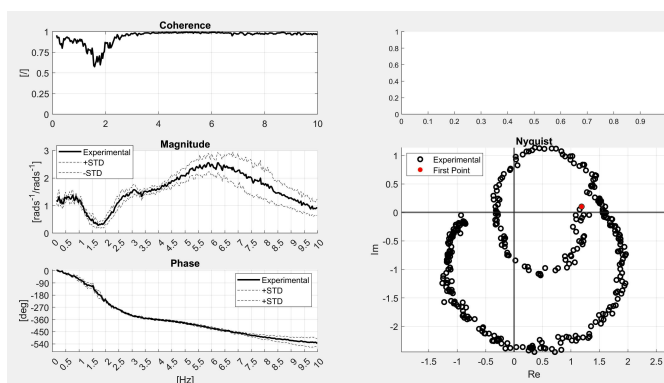 Coherence
1
0.75
0.5
0.25
0
[/]
0 2 4 6 8 10
Magnitude
3
2
1
0
[rads⁻¹/rads⁻¹]
Experimental
+STD
-STD
0 0.5 1 1.5 2 2.5 3 3.5 4 4.5 5 5.5 6 6.5 7 7.5 8 8.5 9 9.5 10
Phase
0
-90
-180
-270
-360
-450
-540
[deg]
Experimental
+STD
+STD
0 0.5 1 1.5 2 2.5 3 3.5 4 4.5 5 5.5 6 6.5 7 7.5 8 8.5 9 9.5 10
[Hz]
1
0.8
0.6
0.4
0.2
0
0 0.1 0.2 0.3 0.4 0.5 0.6 0.7 0.8 0.9
Nyquist
Experimental
First Point
1
0.5
0
-0.5
-1
-1.5
-2
Im
-1.5 -1 -0.5 0 0.5 1 1.5 2 2.5
Re